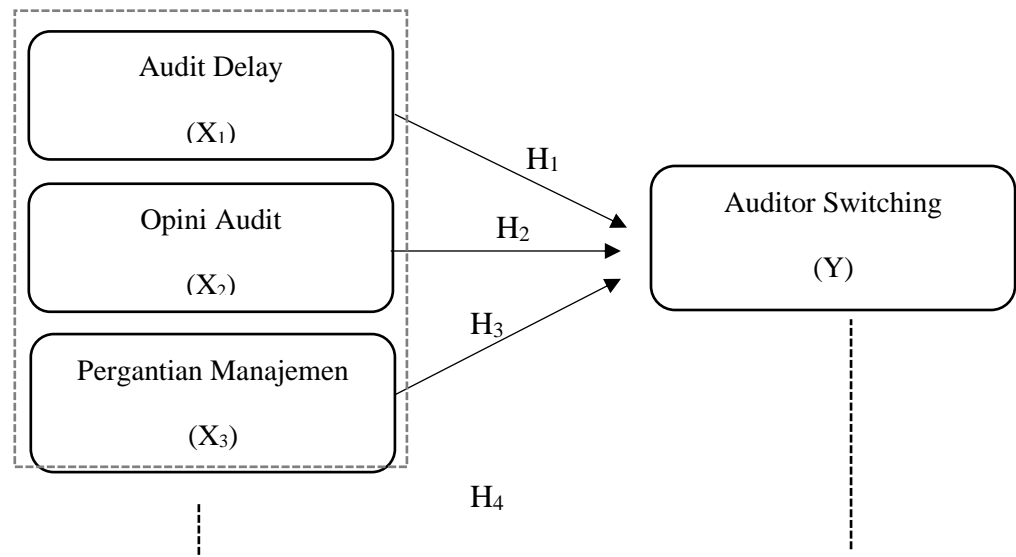 Audit Delay
(X₁)
H₁
Opini Audit
(X₂)
H₂
Auditor Switching
(Y)
Pergantian Manajemen
(X₃)
H₃
H₄